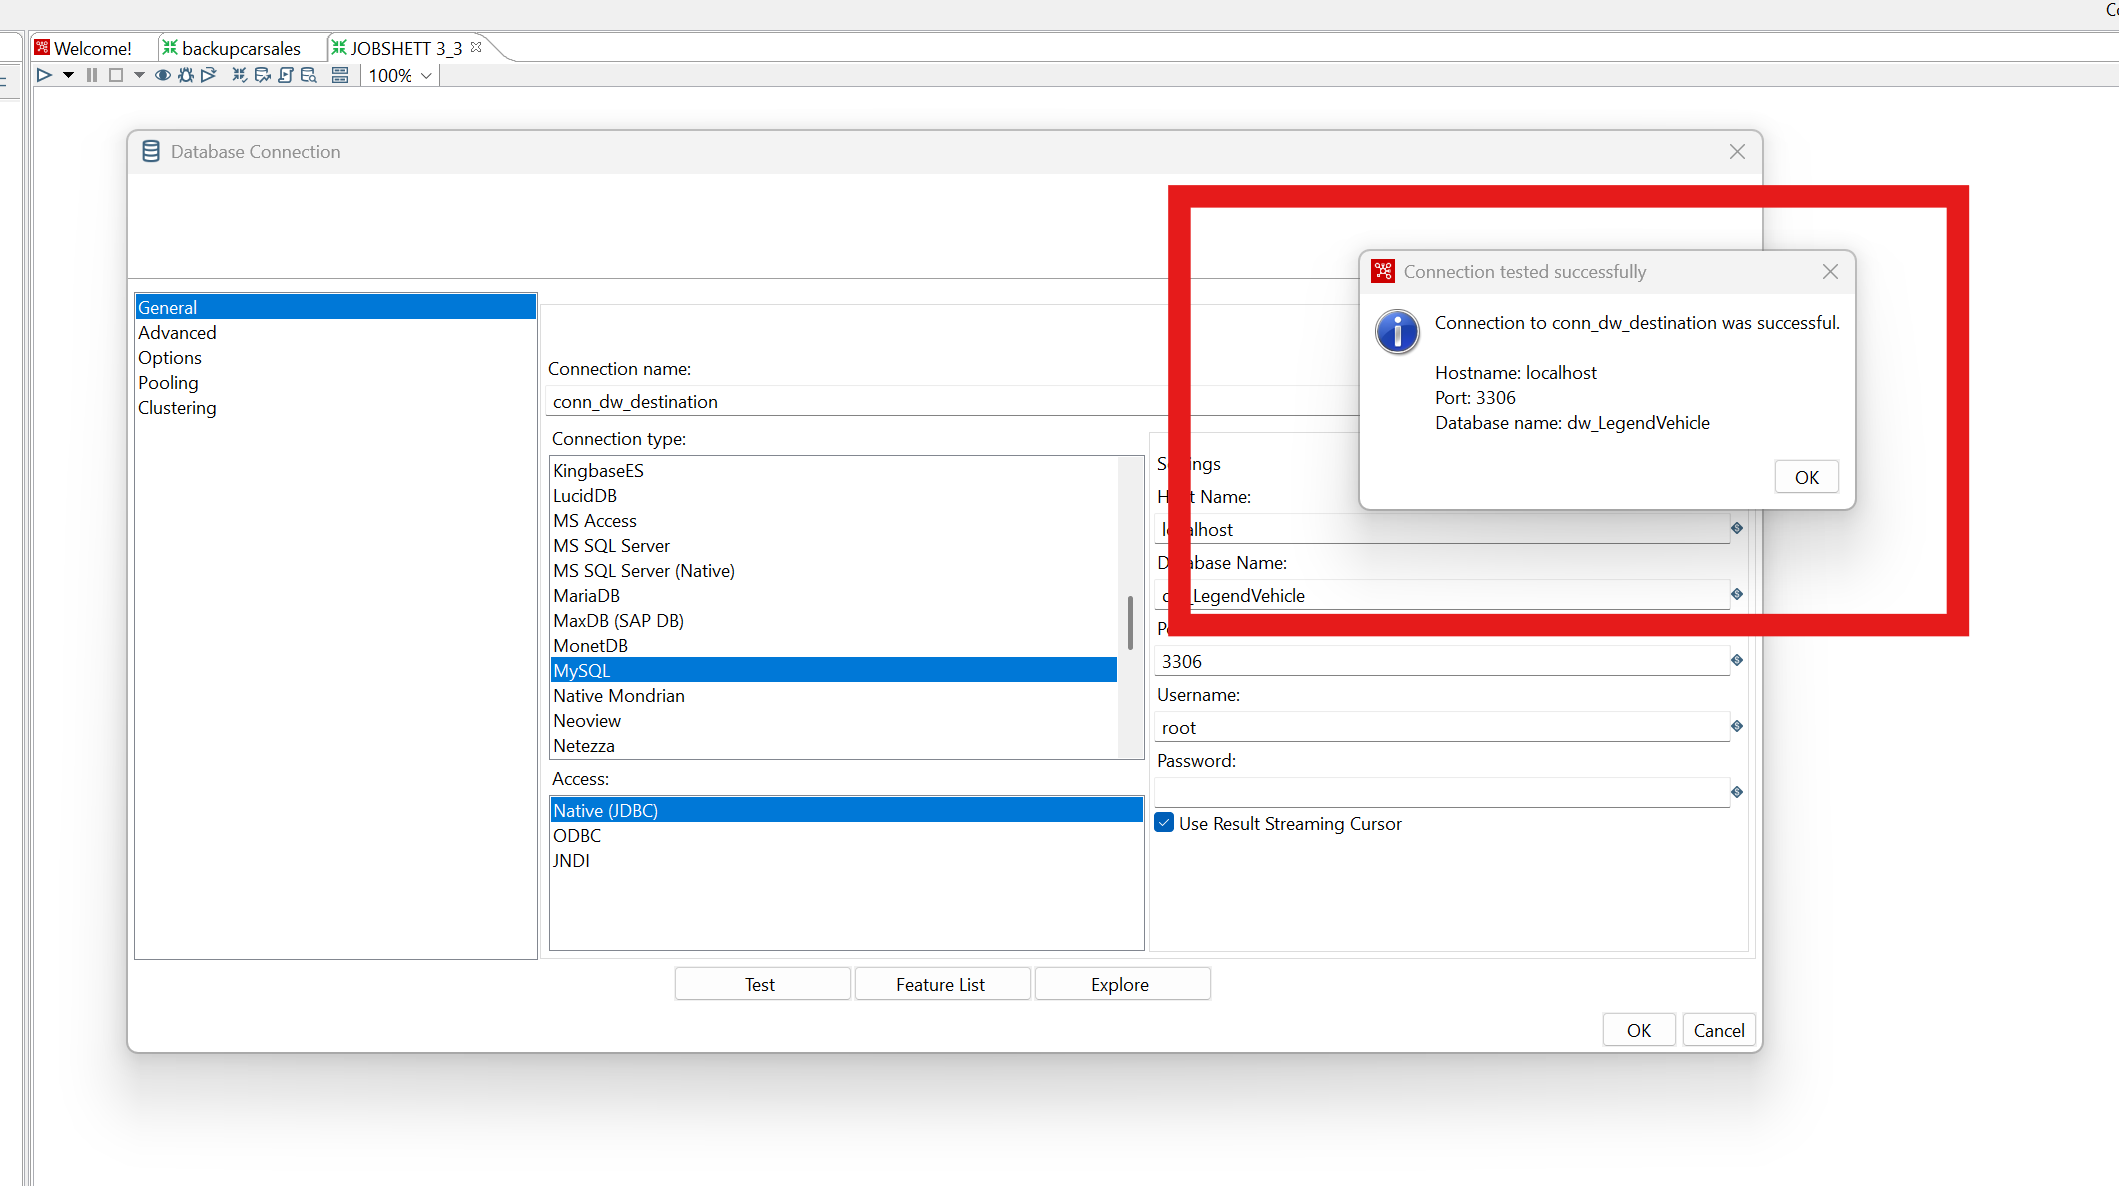 Welcome!
backupcarsales
JOBSHETT 3_3
100%
Database Connection
Connection tested successfully
Connection to conn_dw_destination was successful.
Hostname: localhost
Port: 3306
Database name: dw_LegendVehicle
OK
General
Advanced
Options
Pooling
Clustering
Connection name:
conn_dw_destination
Connection type:
KingbaseES
LucidDB
MS Access
MS SQL Server
MS SQL Server (Native)
MariaDB
MaxDB (SAP DB)
MonetDB
MySQL
Native Mondrian
Neoview
Netezza
Access:
Native (JDBC)
ODBC
JNDI
Name:
LegendVehicle
3306
Username:
root
Password:
Use Result Streaming Cursor
Test
Feature List
Explore
OK
Cancel